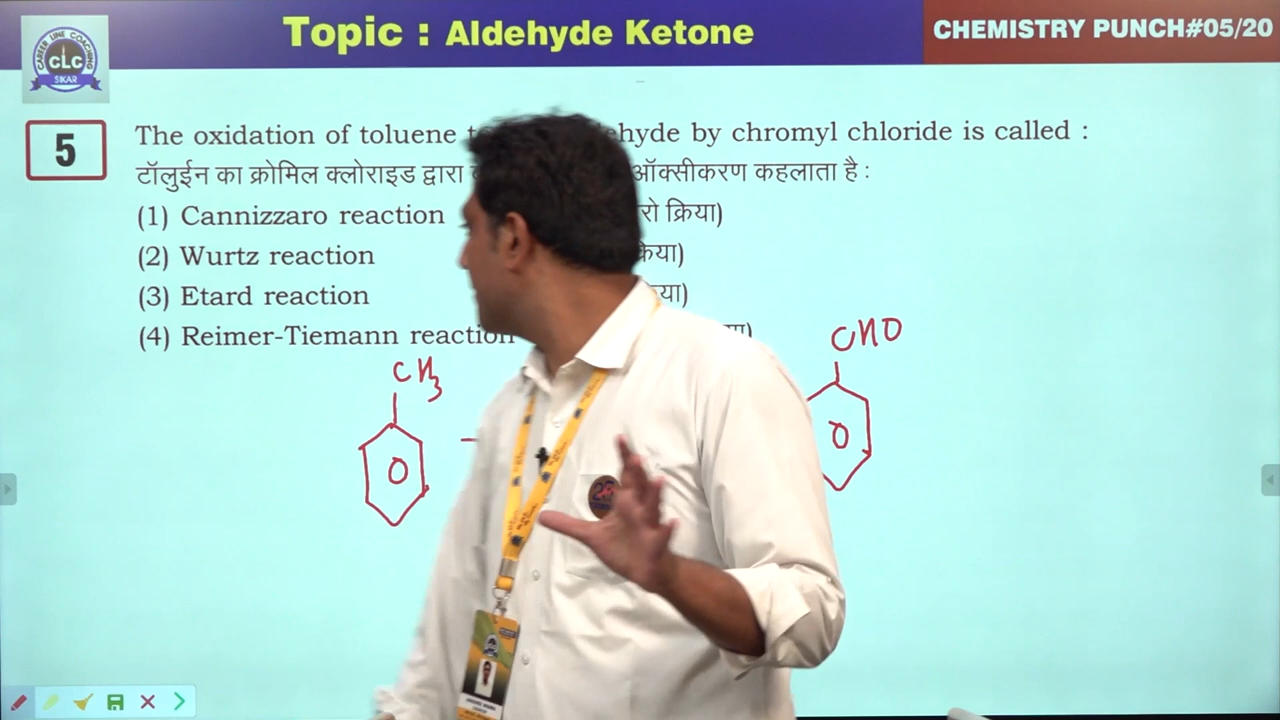 CAREER LINE COACHING
CLC
SIKAR
Topic : Aldehyde Ketone
CHEMISTRY PUNCH#05/20
5
The oxidation of toluene by chromyl chloride is called :
टॉलुईन का क्रोमिल क्लोराइड द्वारा ऑक्सीकरण कहलाता है :
(1) Cannizzaro reaction क्रिया)
(2) Wurtz reaction
(3) Etard reaction
(4) Reimer-Tiemann reaction
CH3
CHO